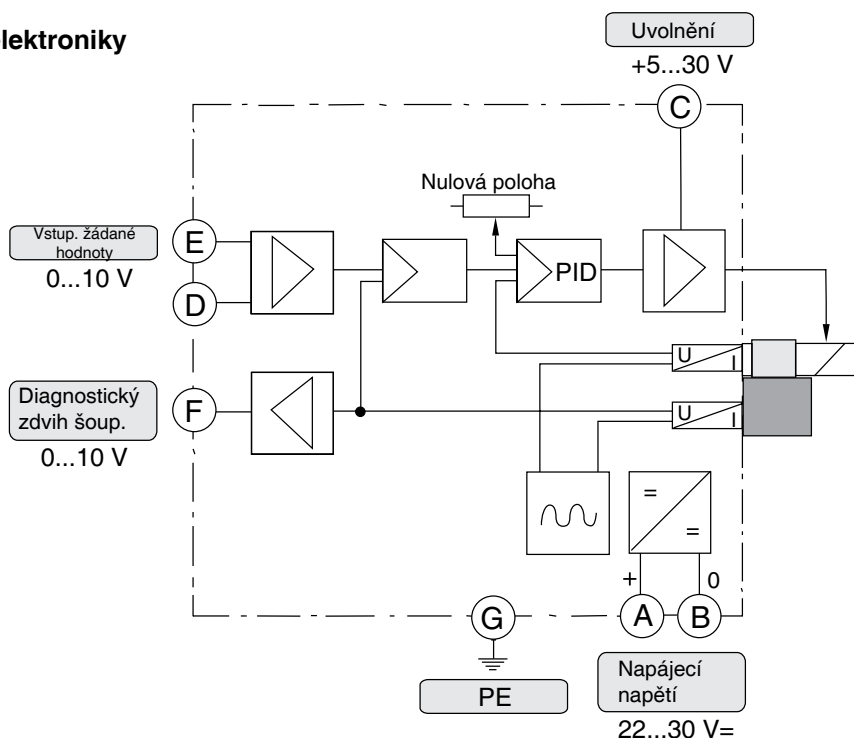 lektroniky
Uvolnění
+5...30 V
C
Nulová poloha
Vstup. žádané
hodnoty
0...10 V
E
D
PID
U
I
Diagnostický
zdvih šoup.
0...10 V
F
U
I
=
=
+
0
G
A
B
PE
Napájecí
napětí
22...30 V=